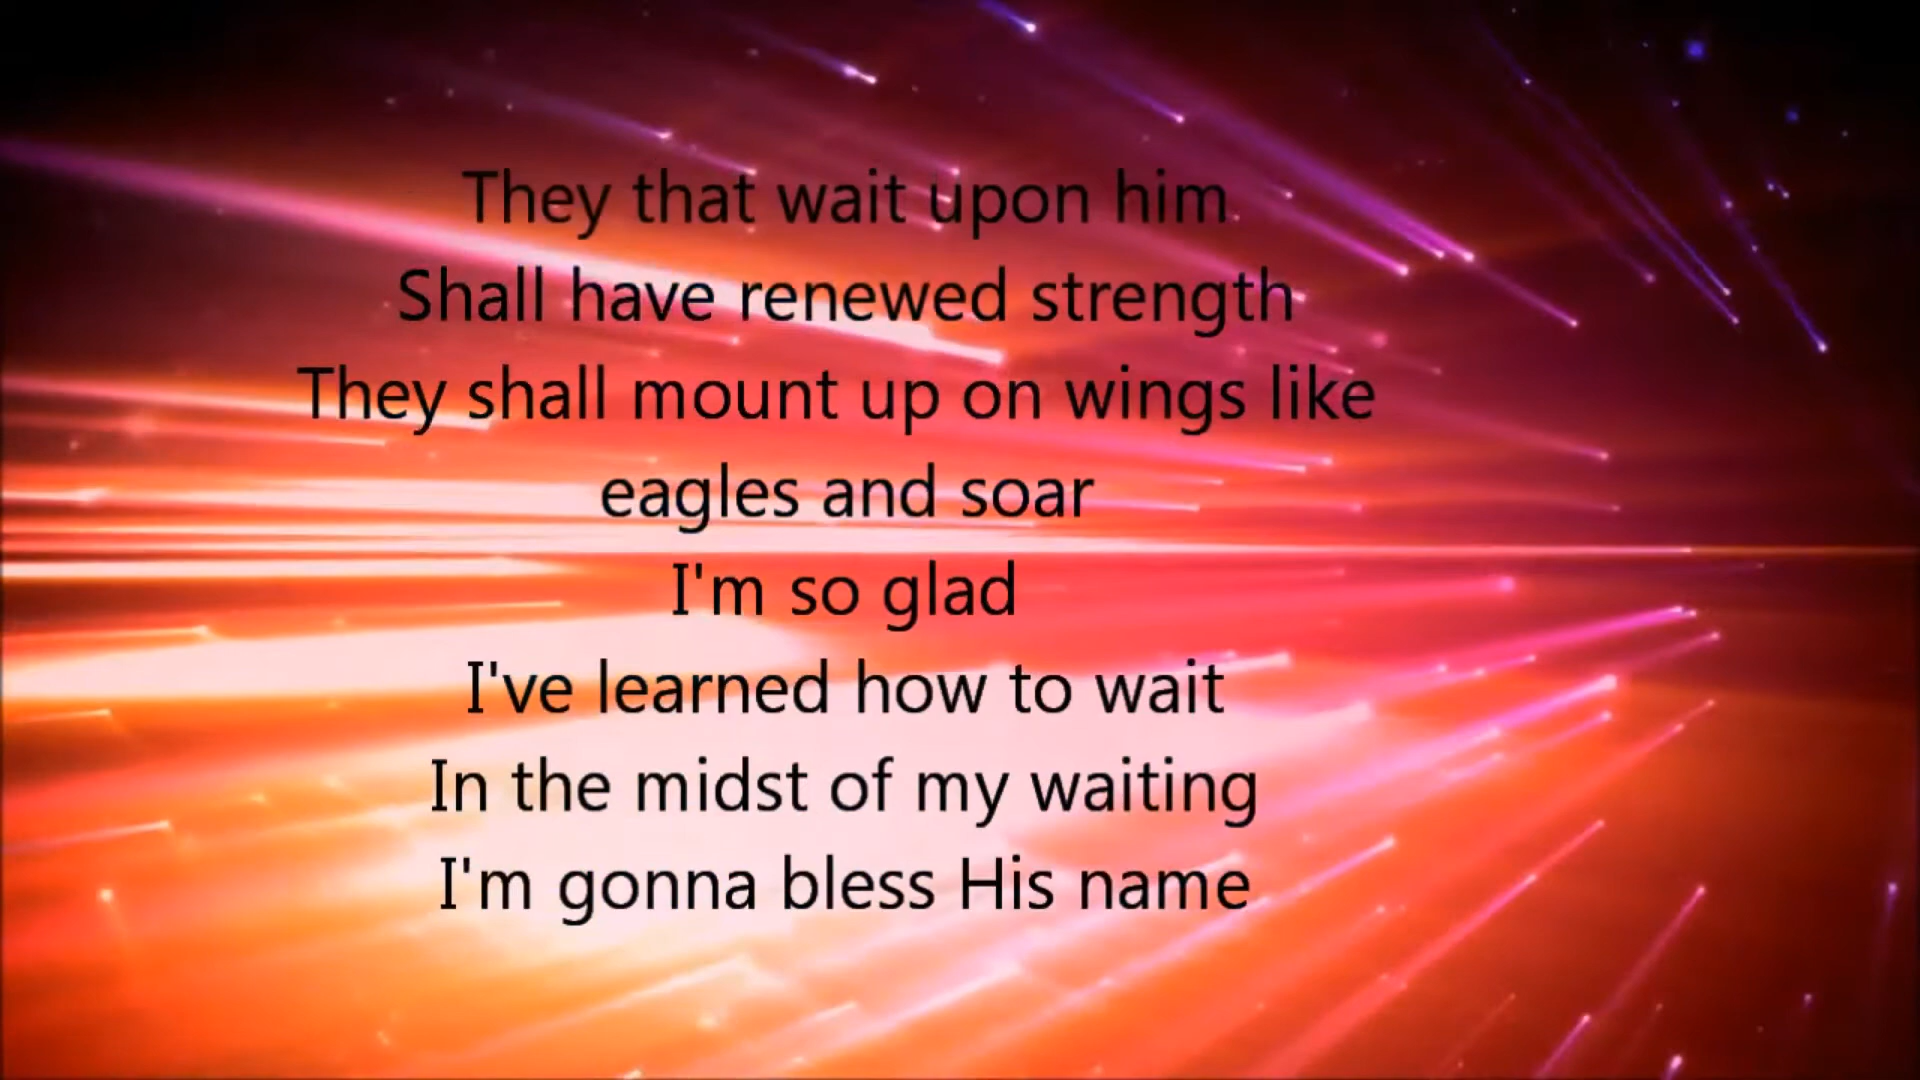 They that wait upon him
Shall have renewed strength
They shall mount up on wings like
eagles and soar
I'm so glad
I've learned how to wait
In the midst of my waiting
I'm gonna bless His name